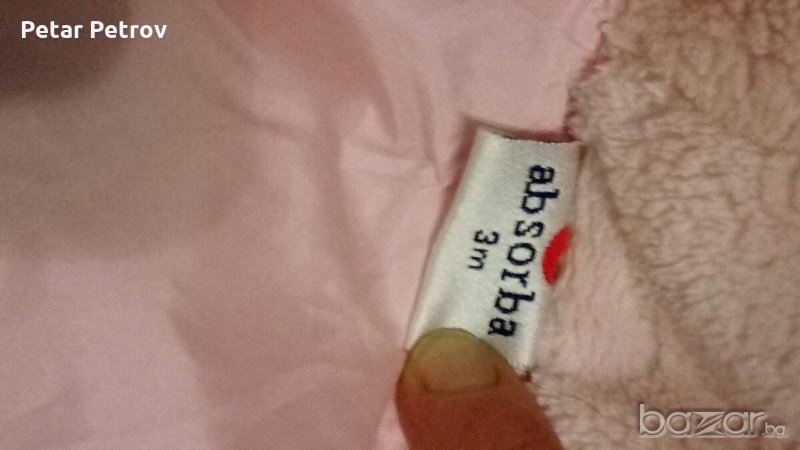 Petar Petrov
absorba
3m
bazar.bg